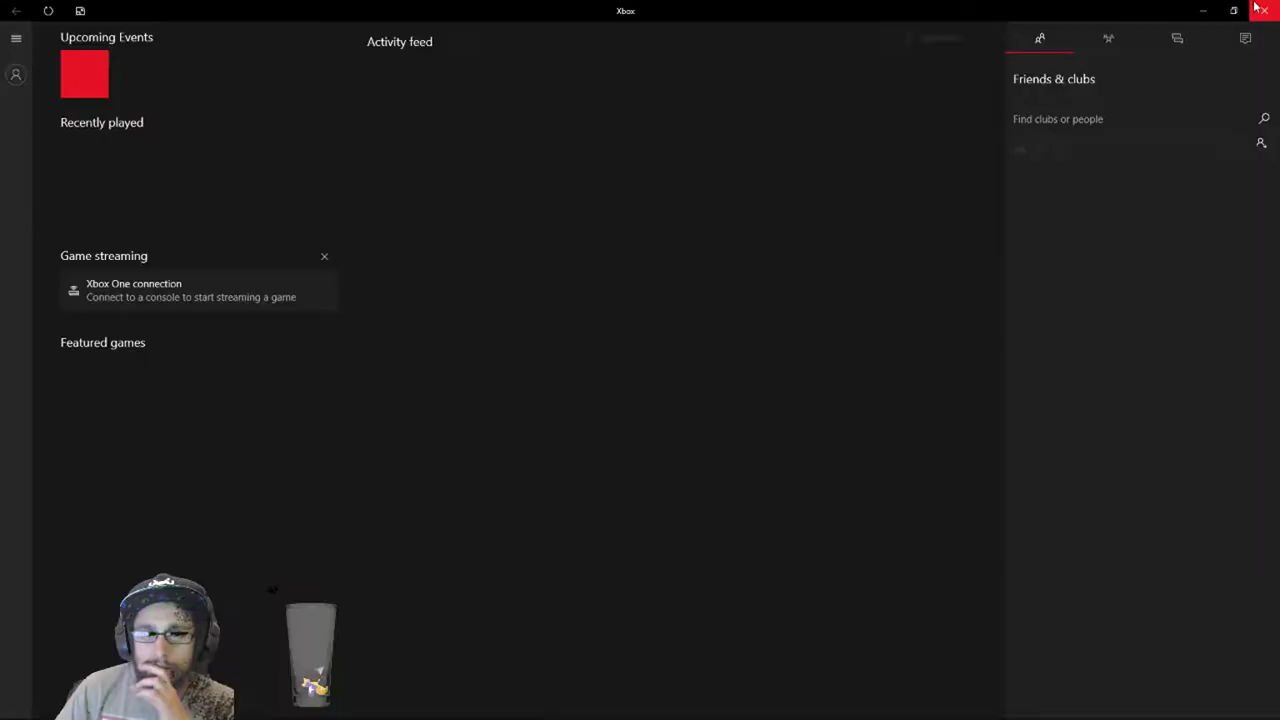 Xbox
Upcoming Events
Activity feed
Recently played
Game streaming
Xbox One connection
Connect to a console to start streaming a game
Featured games
Friends & clubs
Find clubs or people